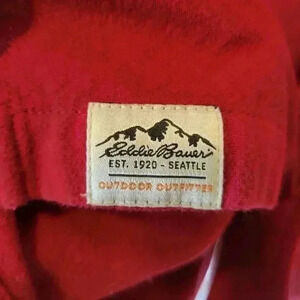 Eddie Bauer
EST. 1920 - SEATTLE
OUTDOOR OUTFITTER